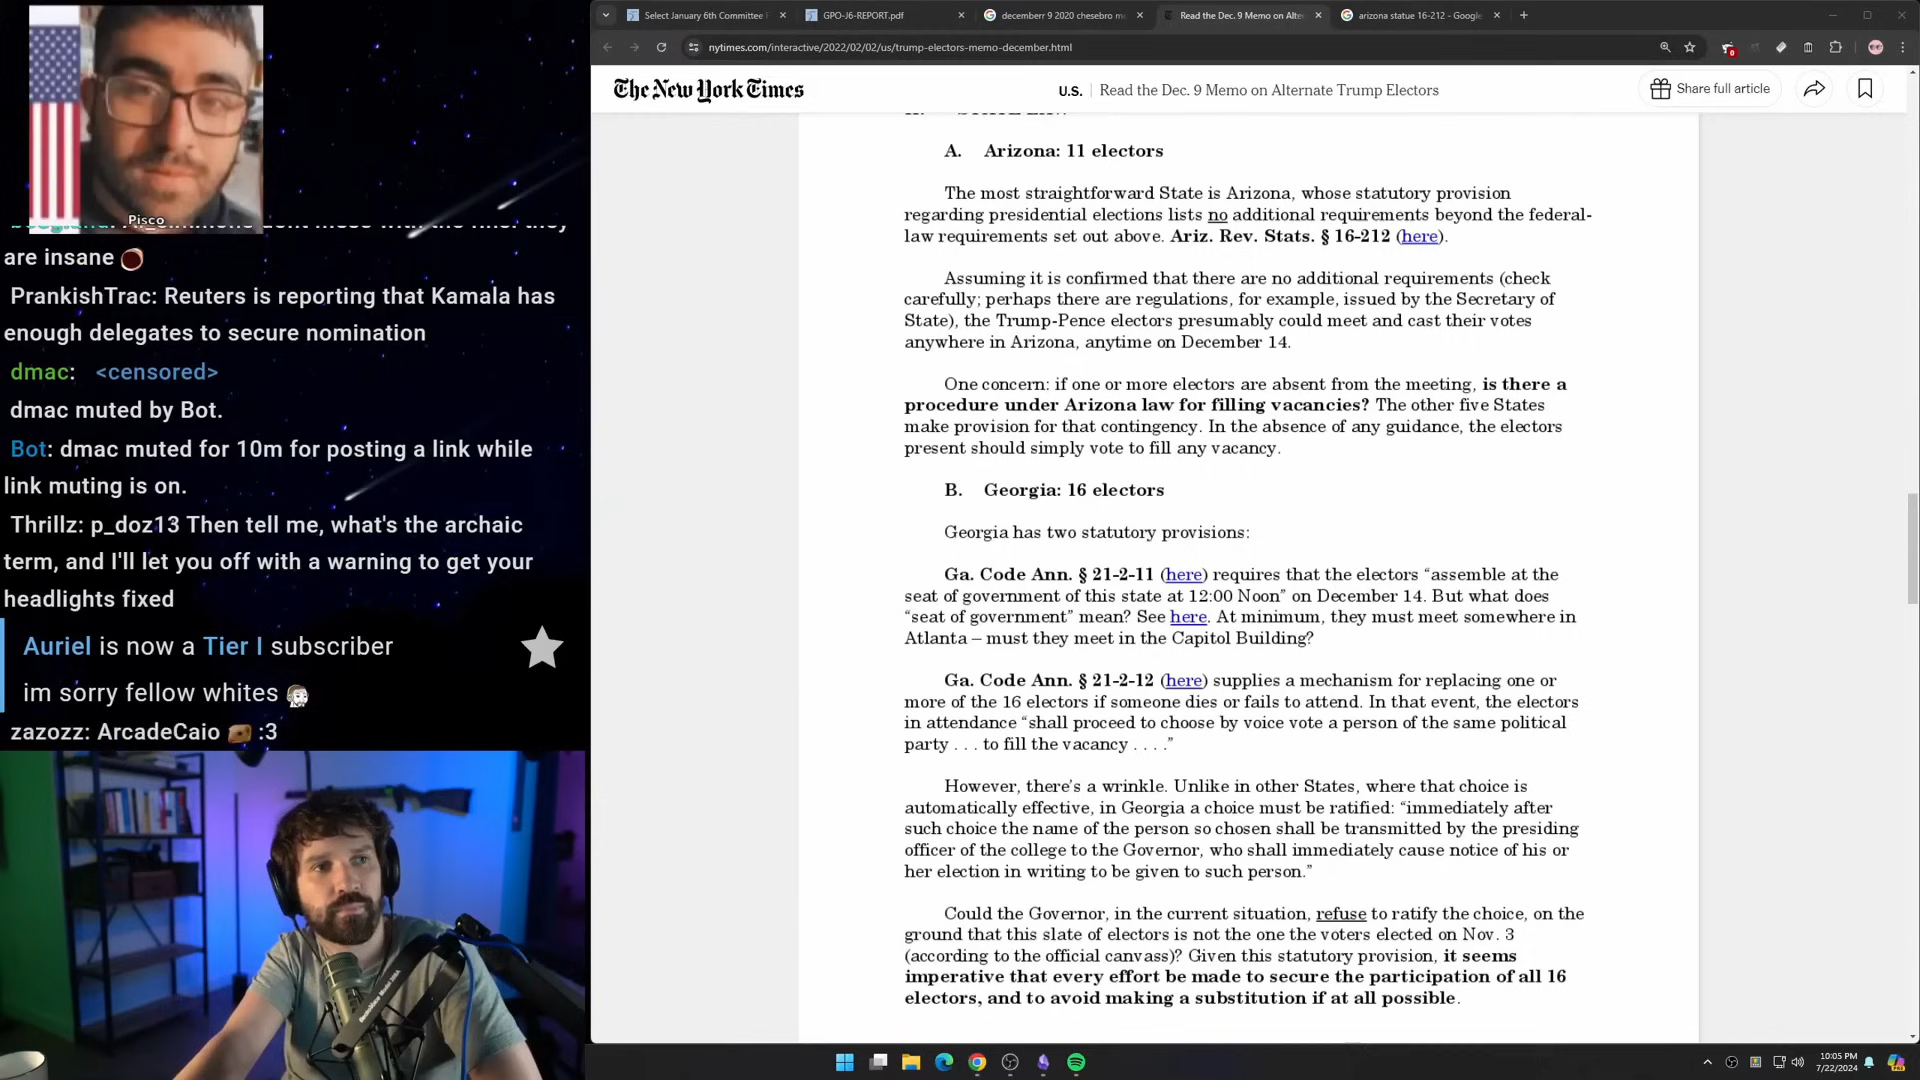 Pisco
are insane
PrankishTrac: Reuters is reporting that Kamala has
enough delegates to secure nomination
dmac: <censored>
dmac muted by Bot.
Bot: dmac muted for 10m for posting a link while
link muting is on.
Thrillz: p_doz13 Then tell me, what's the archaic
term, and I'll let you off with a warning to get your
headlights fixed
Auriel is now a Tier I subscriber
im sorry fellow whites
zazozz: ArcadeCaio :3
Select January 6th Committee
GPO-J6-REPORT.pdf
decemberr 9 2020 chesebro m
Read the Dec. 9 Memo on Alte
arizona statue 16-212 - Google
nytimes.com/interactive/2022/02/02/us/trump-electors-memo-december.html
0
The New York Times
U.S. | Read the Dec. 9 Memo on Alternate Trump Electors
Share full article
A. Arizona: 11 electors
The most straightforward State is Arizona, whose statutory provision
regarding presidential elections lists no additional requirements beyond the federal-
law requirements set out above. Ariz. Rev. Stats. § 16-212 (here).
Assuming it is confirmed that there are no additional requirements (check
carefully; perhaps there are regulations, for example, issued by the Secretary of
State), the Trump-Pence electors presumably could meet and cast their votes
anywhere in Arizona, anytime on December 14.
One concern: if one or more electors are absent from the meeting, is there a
procedure under Arizona law for filling vacancies? The other five States
make provision for that contingency. In the absence of any guidance, the electors
present should simply vote to fill any vacancy.
B. Georgia: 16 electors
Georgia has two statutory provisions:
Ga. Code Ann. § 21-2-11 (here) requires that the electors “assemble at the
seat of government of this state at 12:00 Noon” on December 14. But what does
“seat of government” mean? See here. At minimum, they must meet somewhere in
Atlanta – must they meet in the Capitol Building?
Ga. Code Ann. § 21-2-12 (here) supplies a mechanism for replacing one or
more of the 16 electors if someone dies or fails to attend. In that event, the electors
in attendance “shall proceed to choose by voice vote a person of the same political
party . . . to fill the vacancy . . . .”
However, there’s a wrinkle. Unlike in other States, where that choice is
automatically effective, in Georgia a choice must be ratified: “immediately after
such choice the name of the person so chosen shall be transmitted by the presiding
officer of the college to the Governor, who shall immediately cause notice of his or
her election in writing to be given to such person.”
Could the Governor, in the current situation, refuse to ratify the choice, on the
ground that this slate of electors is not the one the voters elected on Nov. 3
(according to the official canvass)? Given this statutory provision, it seems
imperative that every effort be made to secure the participation of all 16
electors, and to avoid making a substitution if at all possible.
10:05 PM
7/22/2024